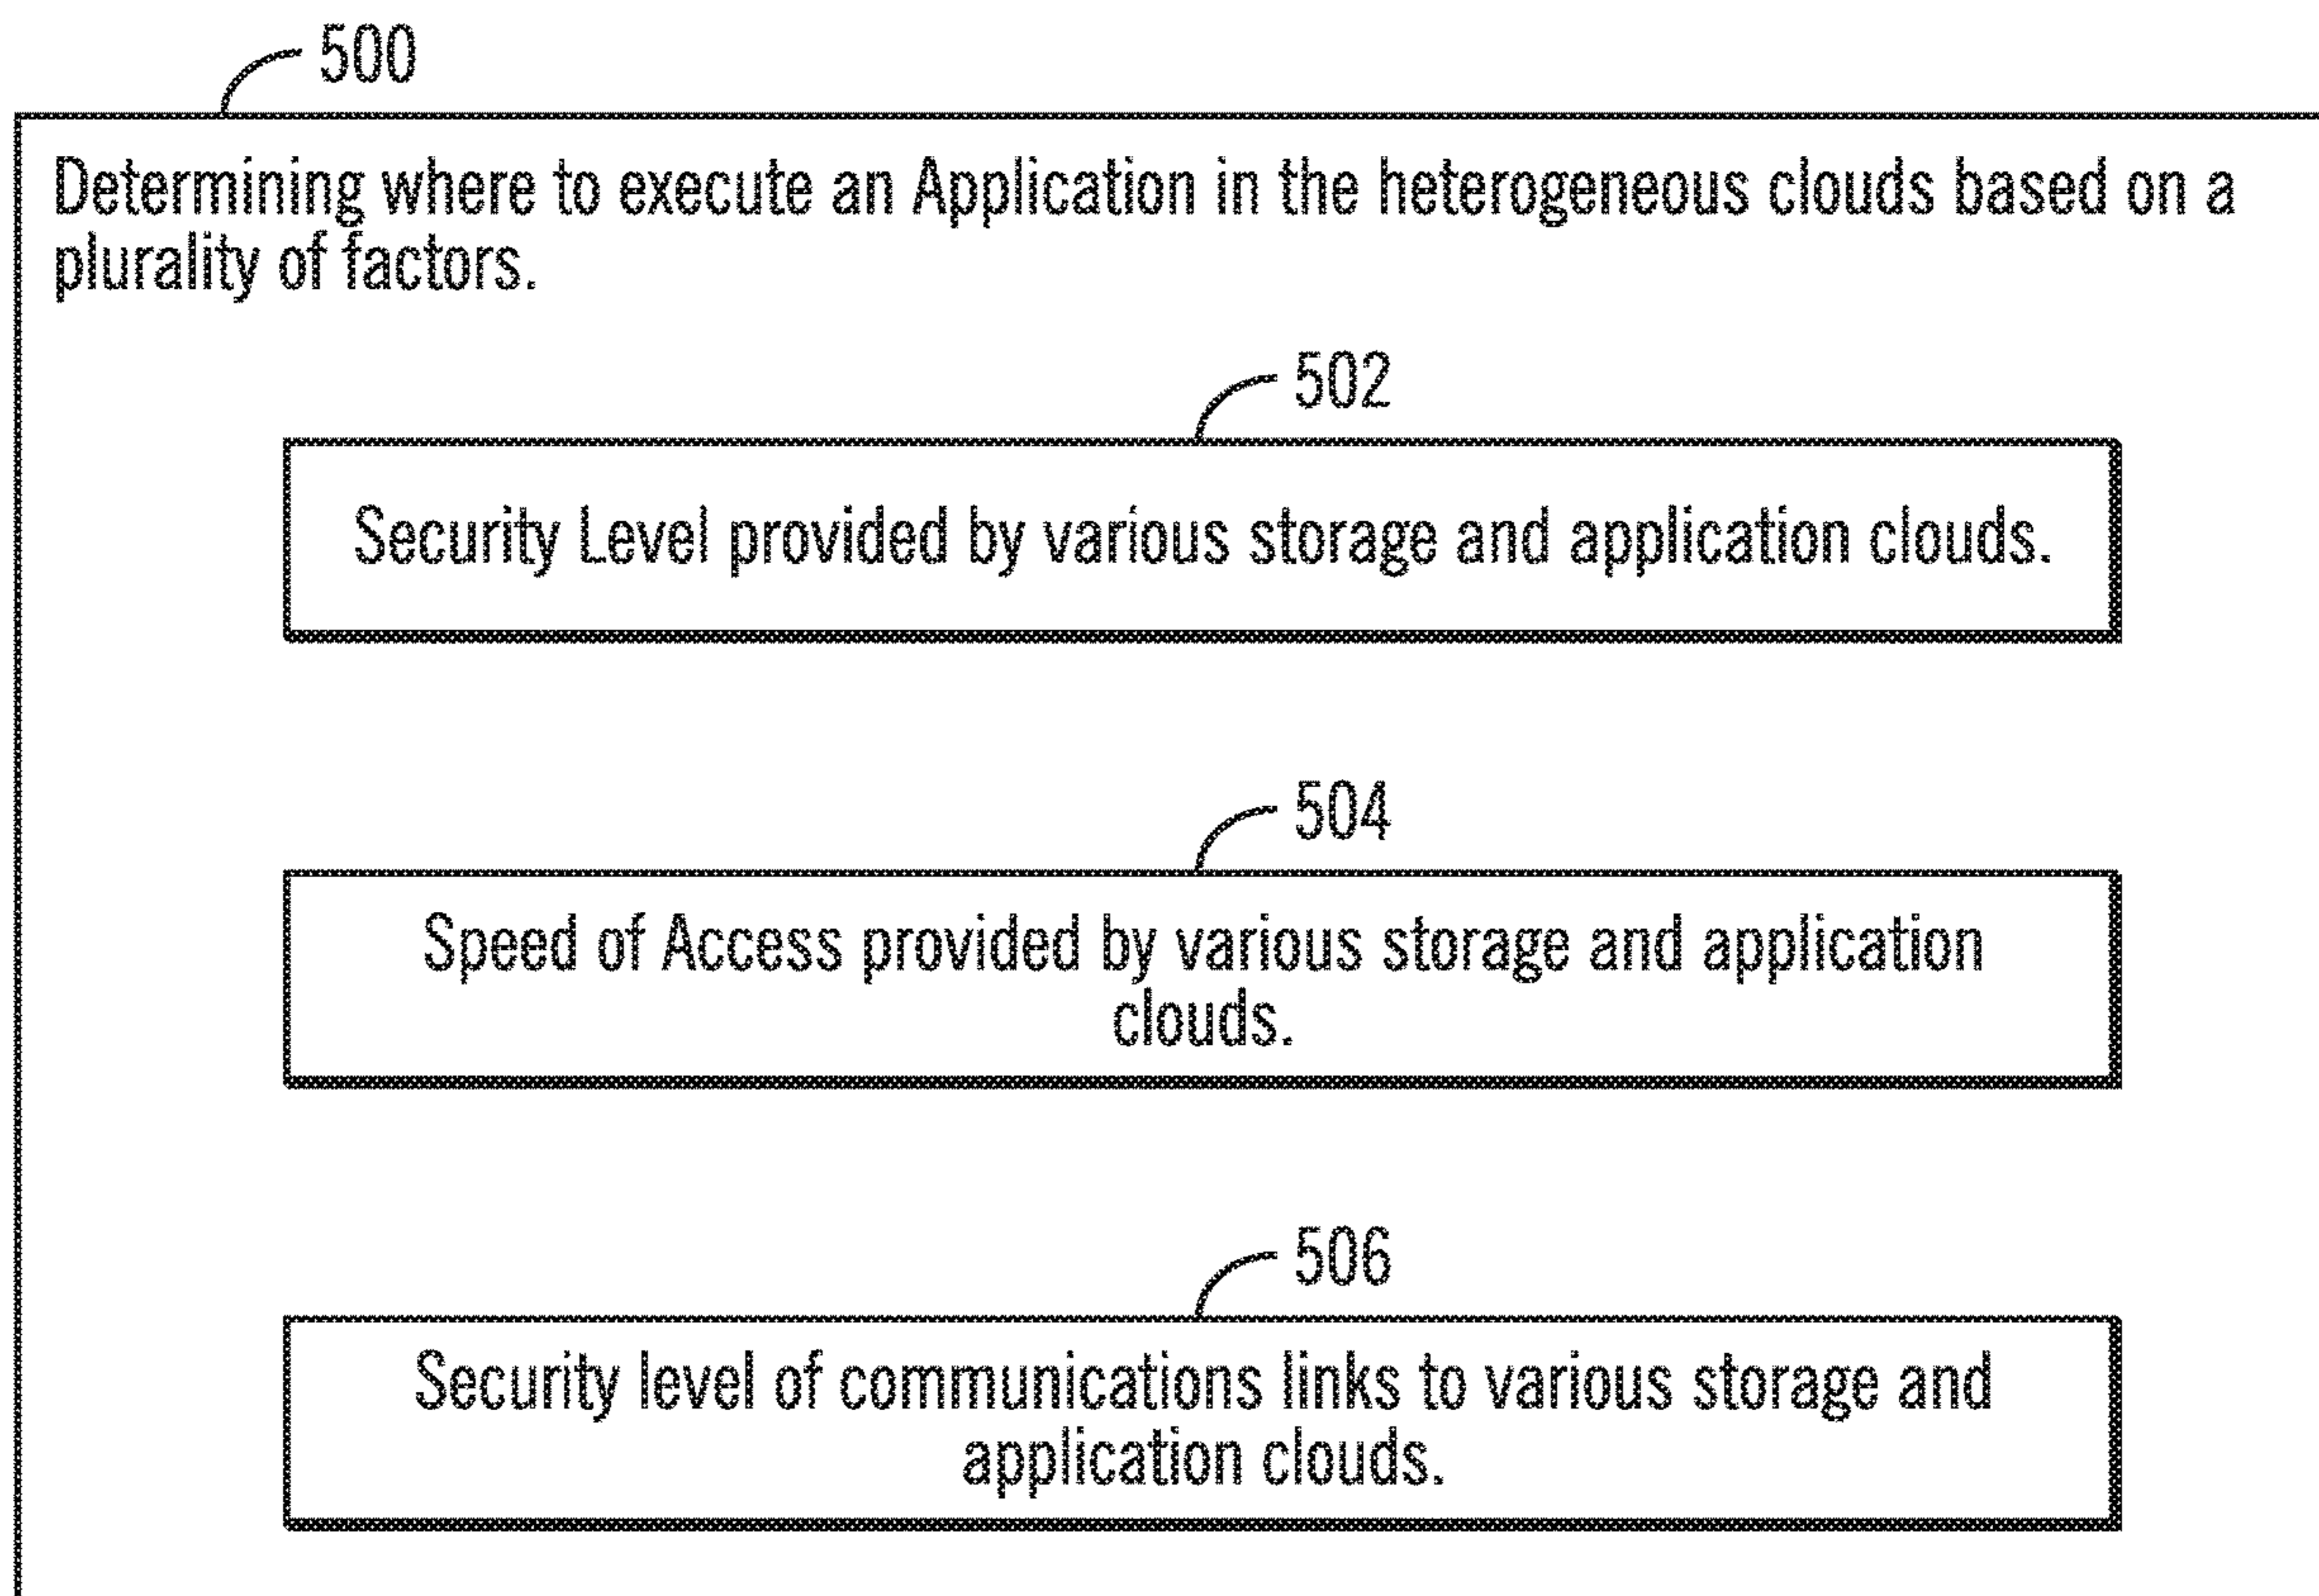 500
Determining where to execute an Application in the heterogeneous clouds based on a
plurality of factors.
502
Security Level provided by various storage and application clouds.
504
Speed of Access provided by various storage and application
clouds.
506
Security level of communications links to various storage and
application clouds.